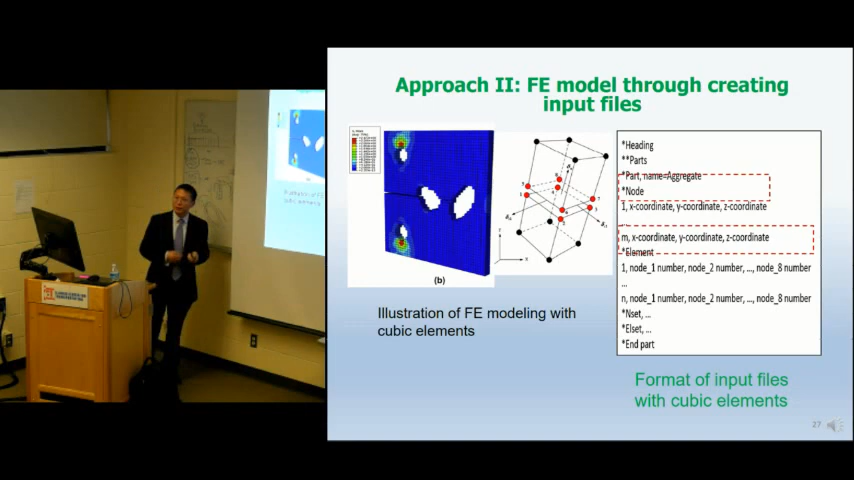 Approach II: FE model through creating
input files
(b)
Illustration of FE modeling with
cubic elements
*Heading
**Parts
*Part, name=Aggregate
*Node
1, x-coordinate, y-coordinate, z-coordinate
...
m, x-coordinate, y-coordinate, z-coordinate
*Element
1, node_1 number, node_2 number, ..., node_8 number
...
n, node_1 number, node_2 number, ..., node_8 number
*Nset, ...
*Elset, ...
*End part
Format of input files
with cubic elements
27